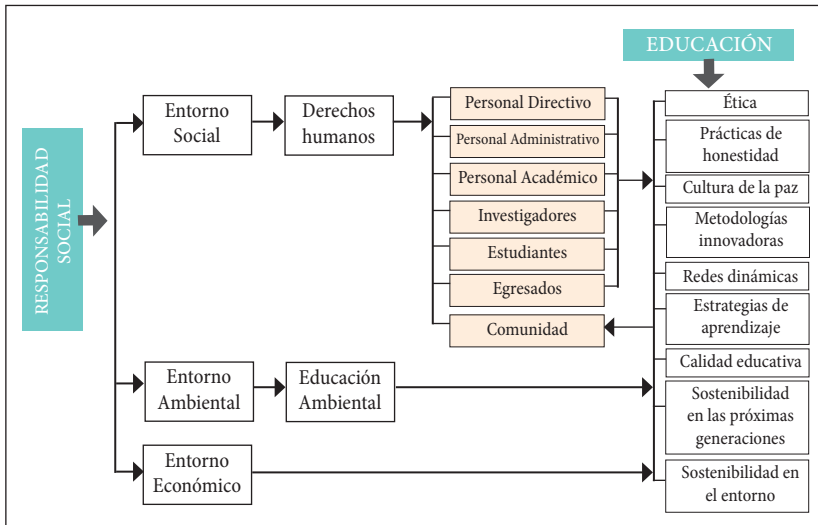 EDUCACIÓN
RESPONSABILIDAD
SOCIAL
Entorno
Social
Derechos
humanos
Personal Directivo
Personal Administrativo
Personal Académico
Investigadores
Estudiantes
Egresados
Comunidad
Entorno
Ambiental
Educación
Ambiental
Entorno
Económico
Ética
Prácticas de
honestidad
Cultura de la paz
Metodologías
innovadoras
Redes dinámicas
Estrategias de
aprendizaje
Calidad educativa
Sostenibilidad
en las próximas
generaciones
Sostenibilidad en
el entorno